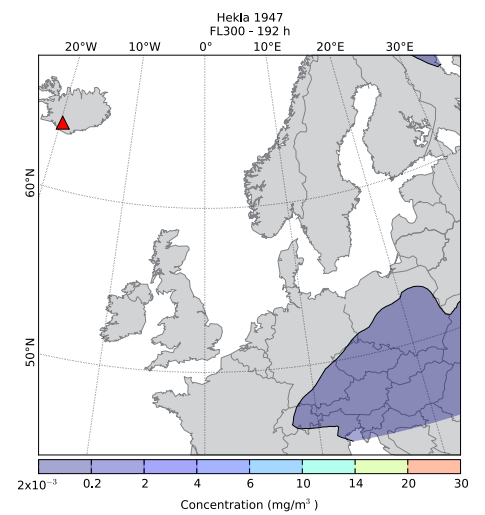 Hekla 1947
FL300 - 192 h
20°W 10°W 0° 10°E 20°E 30°E
60°N
50°N
2x10⁻³ 0.2 2 4 6 10 14 20 30
Concentration (mg/m³ )